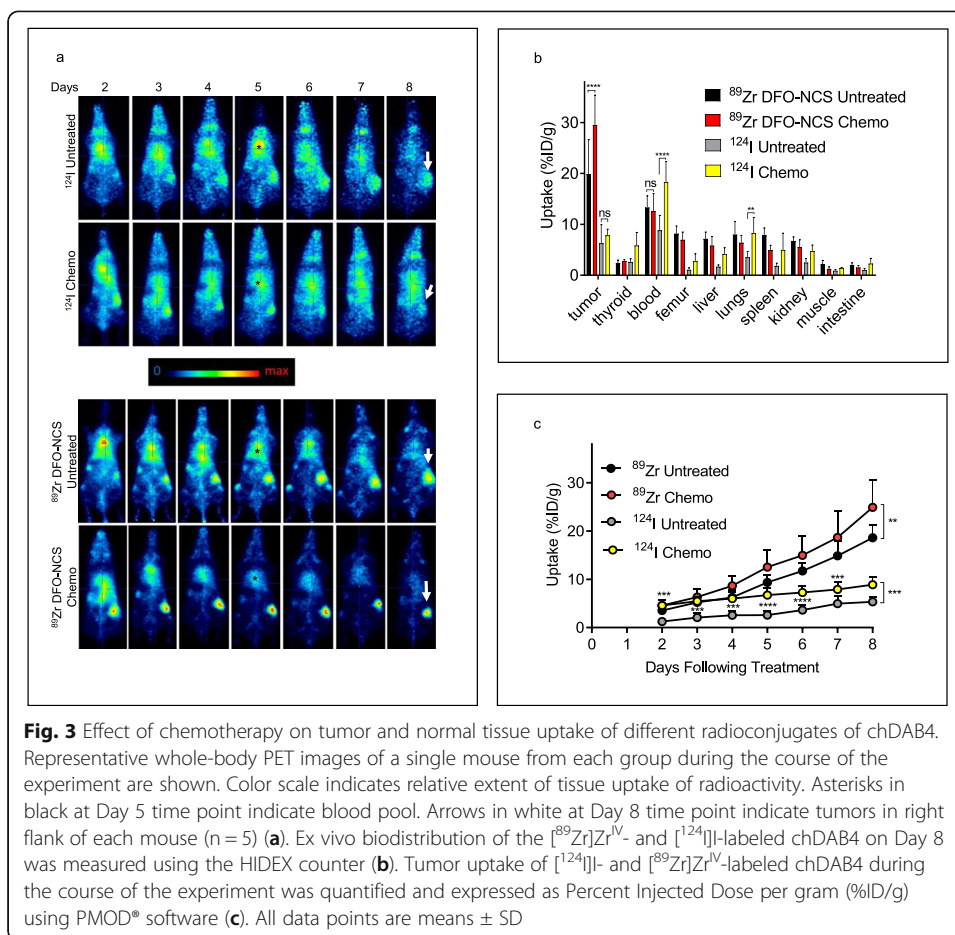 a
Days 2 3 4 5 6 7 8
¹²⁴I Untreated
*
¹²⁴I Chemo
*
0 max
⁸⁹Zr DFO-NCS
Untreated
*
⁸⁹Zr DFO-NCS
Chemo
*
b
Uptake (%ID/g)
30
20
10
0
**** ns ns **** **
⁸⁹Zr DFO-NCS Untreated
⁸⁹Zr DFO-NCS Chemo
¹²⁴I Untreated
¹²⁴I Chemo
tumor thyroid blood femur liver lungs spleen kidney muscle intestine
c
Uptake (%ID/g)
30
20
10
0
⁸⁹Zr Untreated
⁸⁹Zr Chemo
¹²⁴I Untreated
¹²⁴I Chemo
**
***
*** *** *** **** **** ***
0 1 2 3 4 5 6 7 8
Days Following Treatment
Fig. 3 Effect of chemotherapy on tumor and normal tissue uptake of different radioconjugates of chDAB4.
Representative whole-body PET images of a single mouse from each group during the course of the
experiment are shown. Color scale indicates relative extent of tissue uptake of radioactivity. Asterisks in
black at Day 5 time point indicate blood pool. Arrows in white at Day 8 time point indicate tumors in right
flank of each mouse (n = 5) (a). Ex vivo biodistribution of the [⁸⁹Zr]Zrᴵⱽ- and [¹²⁴I]I-labeled chDAB4 on Day 8
was measured using the HIDEX counter (b). Tumor uptake of [¹²⁴I]I- and [⁸⁹Zr]Zrᴵⱽ-labeled chDAB4 during
the course of the experiment was quantified and expressed as Percent Injected Dose per gram (%ID/g)
using PMOD® software (c). All data points are means ± SD